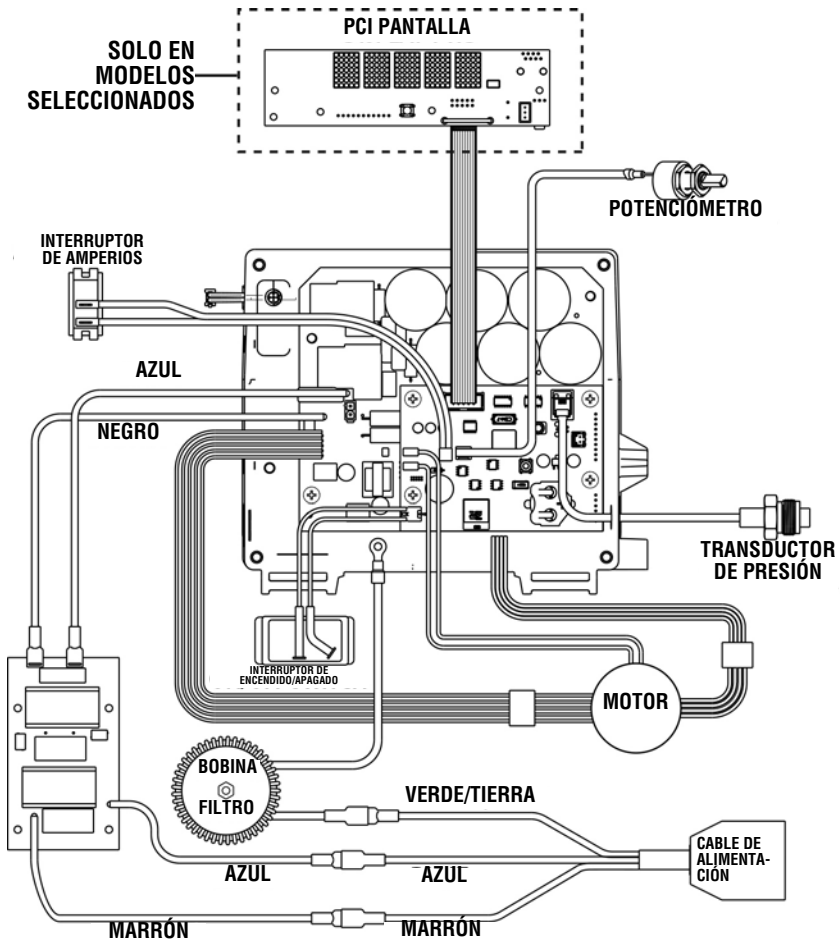 PCI PANTALLA
SOLO EN
MODELOS
SELECCIONADOS
POTENCIÓMETRO
INTERRUPTOR
DE AMPERIOS
AZUL
NEGRO
TRANSDUCTOR
DE PRESIÓN
INTERRUPTOR DE
ENCENDIDO/APAGADO
MOTOR
BOBINA
FILTRO
VERDE/TIERRA
CABLE DE
ALIMENTA-
CIÓN
AZUL
AZUL
MARRÓN
MARRÓN